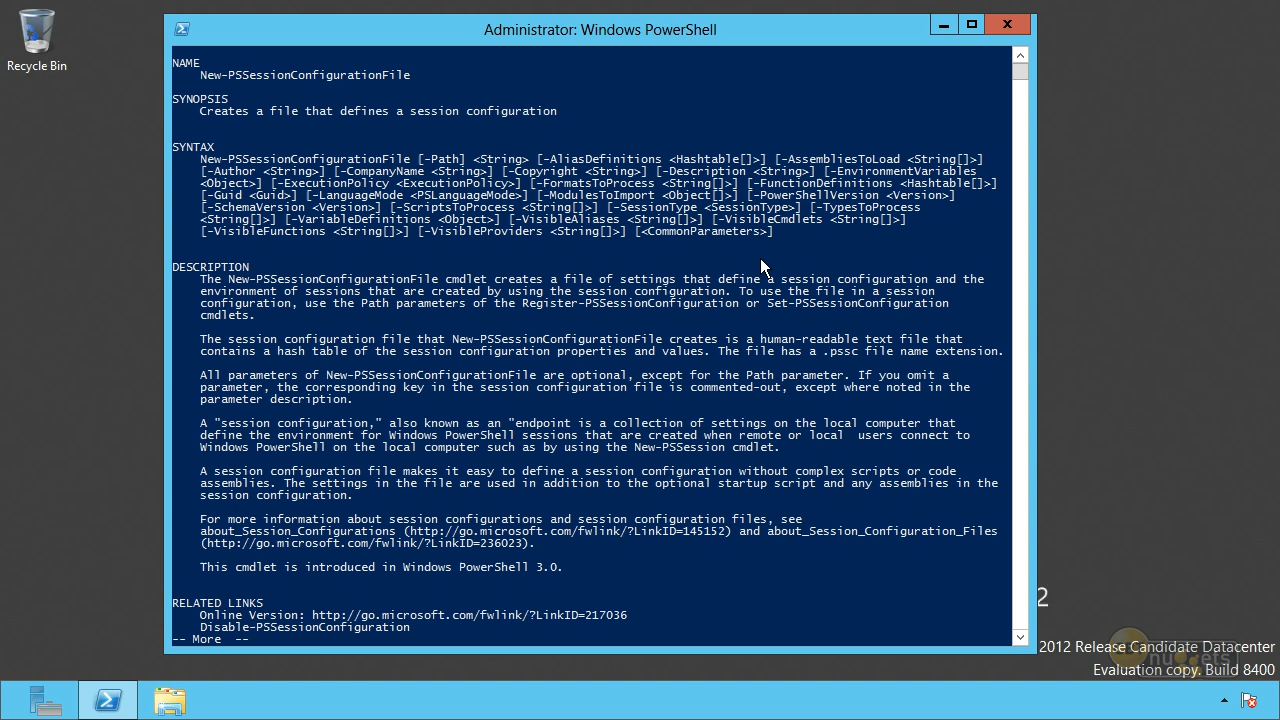 Recycle Bin
Administrator: Windows PowerShell
NAME
New-PSSessionConfigurationFile
SYNOPSIS
Creates a file that defines a session configuration
SYNTAX
New-PSSessionConfigurationFile [-Path] <String> [-AliasDefinitions <Hashtable[]>] [-AssembliesToLoad <String[]>]
[-Author <String>] [-CompanyName <String>] [-Copyright <String>] [-Description <String>] [-EnvironmentVariables
<Object>] [-ExecutionPolicy <ExecutionPolicy>] [-FormatsToProcess <String[]>] [-FunctionDefinitions <Hashtable[]>]
[-Guid <Guid>] [-LanguageMode <PSLanguageMode>] [-ModulesToImport <Object[]>] [-PowerShellVersion <Version>]
[-SchemaVersion <Version>] [-ScriptsToProcess <String[]>] [-SessionType <SessionType>] [-TypesToProcess
<String[]>] [-VariableDefinitions <Object>] [-VisibleAliases <String[]>] [-VisibleCmdlets <String[]>]
[-VisibleFunctions <String[]>] [-VisibleProviders <String[]>] [<CommonParameters>]
DESCRIPTION
The New-PSSessionConfigurationFile cmdlet creates a file of settings that define a session configuration and the
environment of sessions that are created by using the session configuration. To use the file in a session
configuration, use the Path parameters of the Register-PSSessionConfiguration or Set-PSSessionConfiguration
cmdlets.
The session configuration file that New-PSSessionConfigurationFile creates is a human-readable text file that
contains a hash table of the session configuration properties and values. The file has a .pssc file name extension.
All parameters of New-PSSessionConfigurationFile are optional, except for the Path parameter. If you omit a
parameter, the corresponding key in the session configuration file is commented-out, except where noted in the
parameter description.
A "session configuration," also known as an "endpoint is a collection of settings on the local computer that
define the environment for Windows PowerShell sessions that are created when remote or local  users connect to
Windows PowerShell on the local computer such as by using the New-PSSession cmdlet.
A session configuration file makes it easy to define a session configuration without complex scripts or code
assemblies. The settings in the file are used in addition to the optional startup script and any assemblies in the
session configuration.
For more information about session configurations and session configuration files, see
about_Session_Configurations (http://go.microsoft.com/fwlink/?LinkID=145152) and about_Session_Configuration_Files
(http://go.microsoft.com/fwlink/?LinkID=236023).
This cmdlet is introduced in Windows PowerShell 3.0.
RELATED LINKS
Online Version: http://go.microsoft.com/fwlink/?LinkID=217036
Disable-PSSessionConfiguration
-- More  --
2
2012 Release Candidate Datacenter
nuggets
Evaluation copy. Build 8400